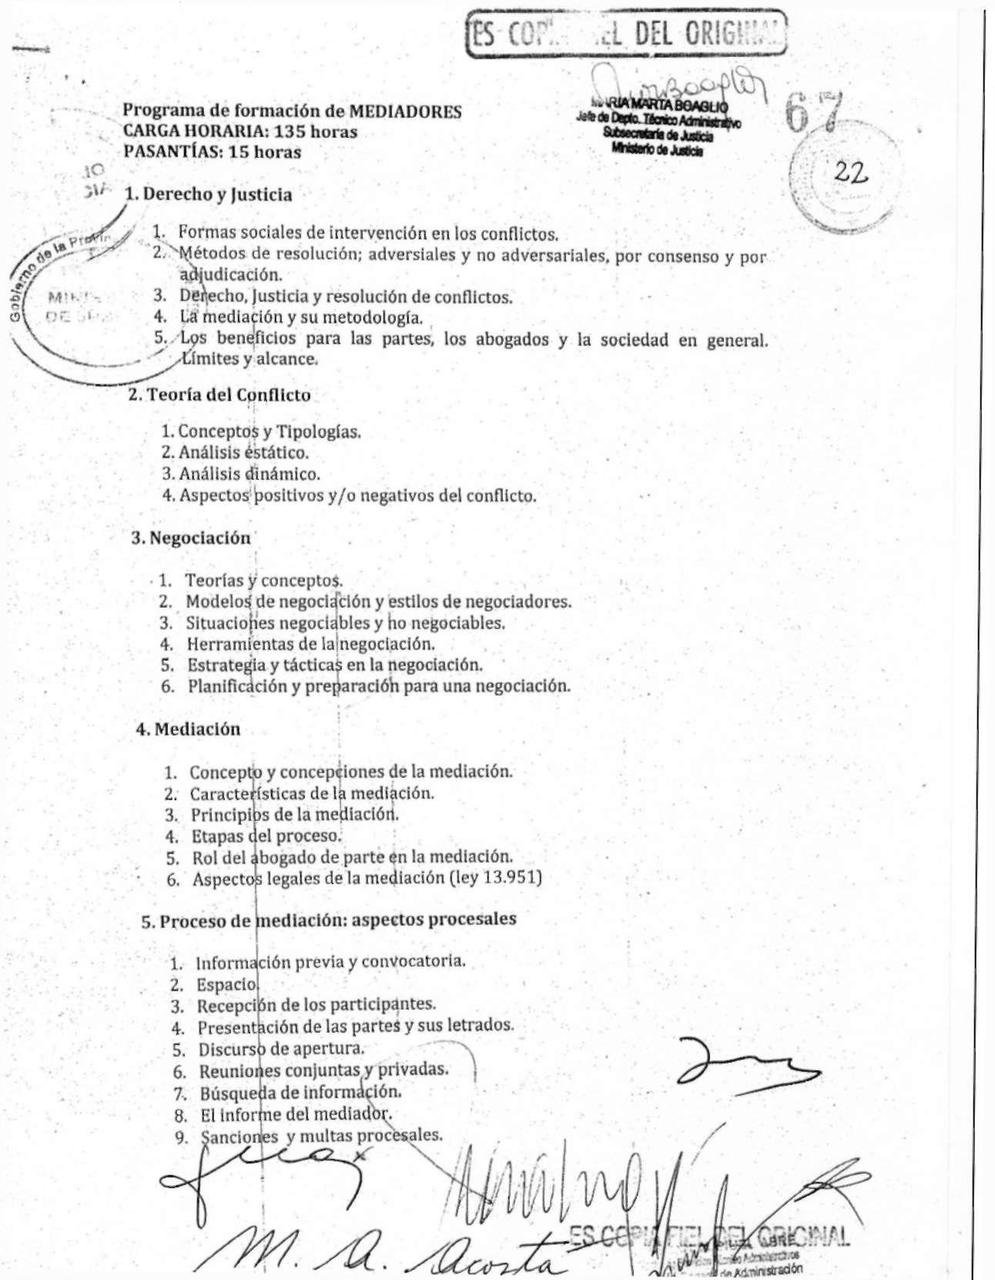 ES COP EL DEL ORIGINAL
MARIA MARTA BOAGLIO
Jefe de Depto. Técnico Administrativo
Subsecretaría de Justicia
Ministerio de Justicia
67
22
Programa de formación de MEDIADORES
CARGA HORARIA: 135 horas
PASANTÍAS: 15 horas
1. Derecho y Justicia
Gobierno de la Provin
1. Formas sociales de intervención en los conflictos.
2. Métodos de resolución; adversiales y no adversariales, por consenso y por
adjudicación.
3. Derecho, Justicia y resolución de conflictos.
4. La mediación y su metodología.
5. Los beneficios para las partes, los abogados y la sociedad en general.
Límites y alcance.
2. Teoría del Conflicto
1. Conceptos y Tipologías.
2. Análisis estático.
3. Análisis dinámico.
4. Aspectos positivos y/o negativos del conflicto.
3. Negociación
1. Teorías y conceptos.
2. Modelos de negociación y estilos de negociadores.
3. Situaciones negociables y no negociables.
4. Herramientas de la negociación.
5. Estrategia y tácticas en la negociación.
6. Planificación y preparación para una negociación.
4. Mediación
1. Concepto y concepciones de la mediación.
2. Características de la mediación.
3. Principios de la mediación.
4. Etapas del proceso.
5. Rol del abogado de parte en la mediación.
6. Aspectos legales de la mediación (ley 13.951)
5. Proceso de mediación: aspectos procesales
1. Información previa y convocatoria.
2. Espacio
3. Recepción de los participantes.
4. Presentación de las partes y sus letrados.
5. Discurso de apertura.
6. Reuniones conjuntas y privadas.
7. Búsqueda de información.
8. El informe del mediador.
9. Sanciones y multas procesales.
ES COPIA FIEL DEL ORIGINAL
M. A. Acosta
de Administración